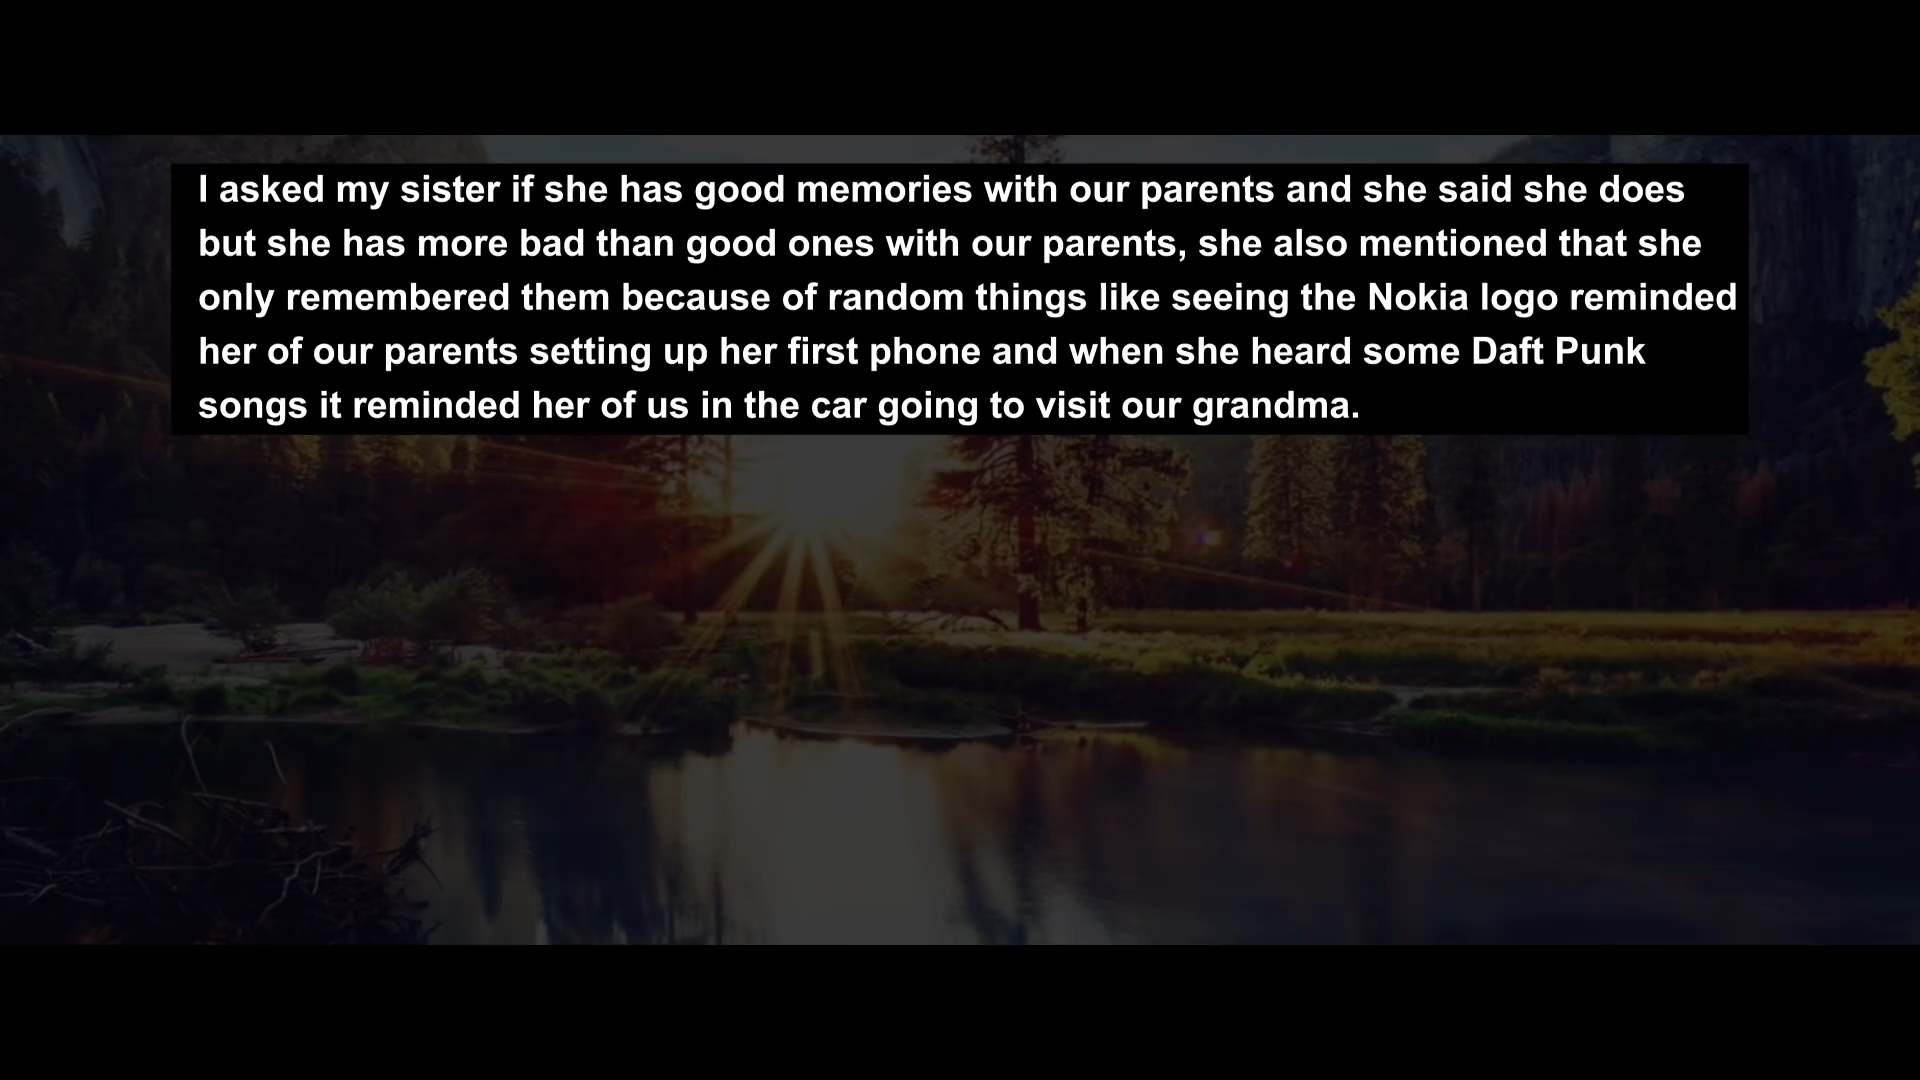 I asked my sister if she has good memories with our parents and she said she does
but she has more bad than good ones with our parents, she also mentioned that she
only remembered them because of random things like seeing the Nokia logo reminded
her of our parents setting up her first phone and when she heard some Daft Punk
songs it reminded her of us in the car going to visit our grandma.